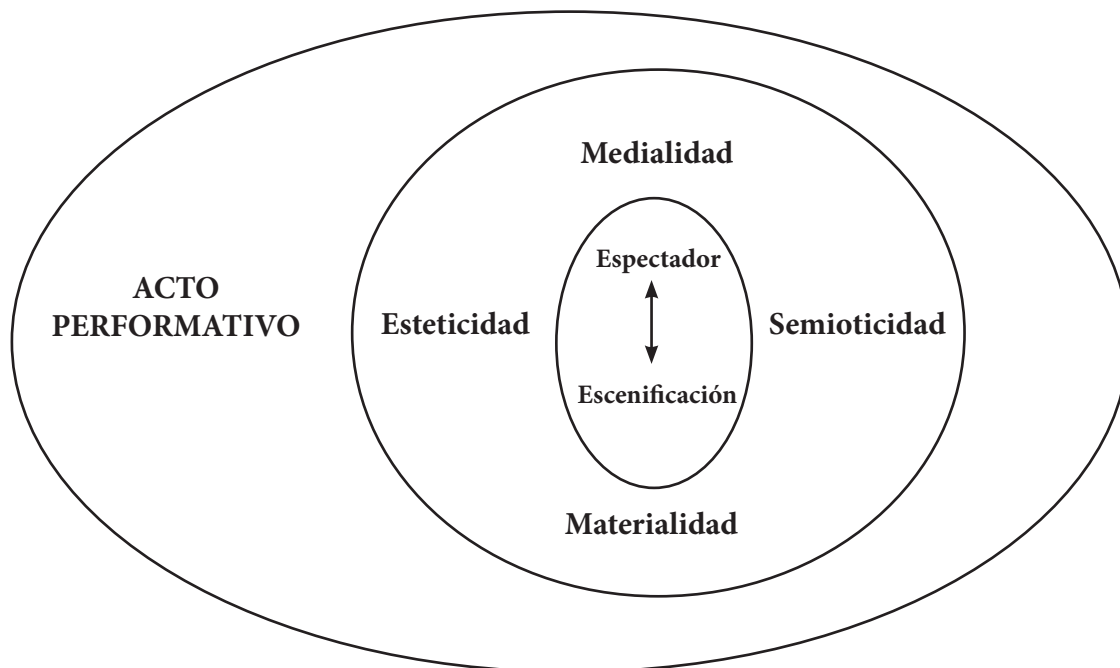 Medialidad
Espectador
ACTO
PERFORMATIVO
Esteticidad
Semioticidad
Escenificación
Materialidad